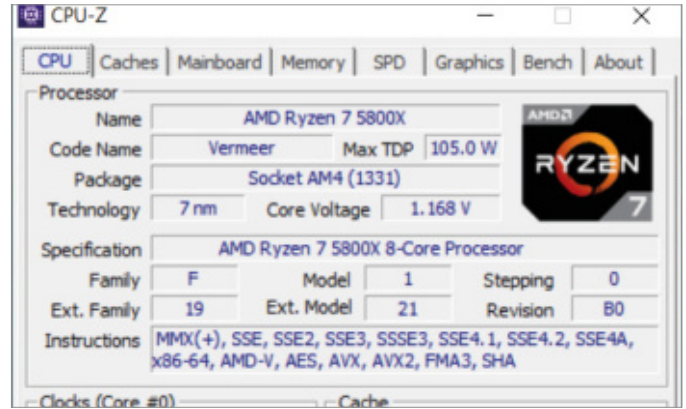 CPU-Z
CPU Caches Mainboard Memory SPD Graphics Bench About
Processor
Name AMD Ryzen 7 5800X
Code Name Vermeer Max TDP 105.0 W
Package Socket AM4 (1331)
Technology 7 nm Core Voltage 1.168 V
AMD
RYZEN
7
Specification AMD Ryzen 7 5800X 8-Core Processor
Family F Model 1 Stepping 0
Ext. Family 19 Ext. Model 21 Revision B0
Instructions MMX(+), SSE, SSE2, SSE3, SSSE3, SSE4.1, SSE4.2, SSE4A,
x86-64, AMD-V, AES, AVX, AVX2, FMA3, SHA
Clocks (Core #0) Cache